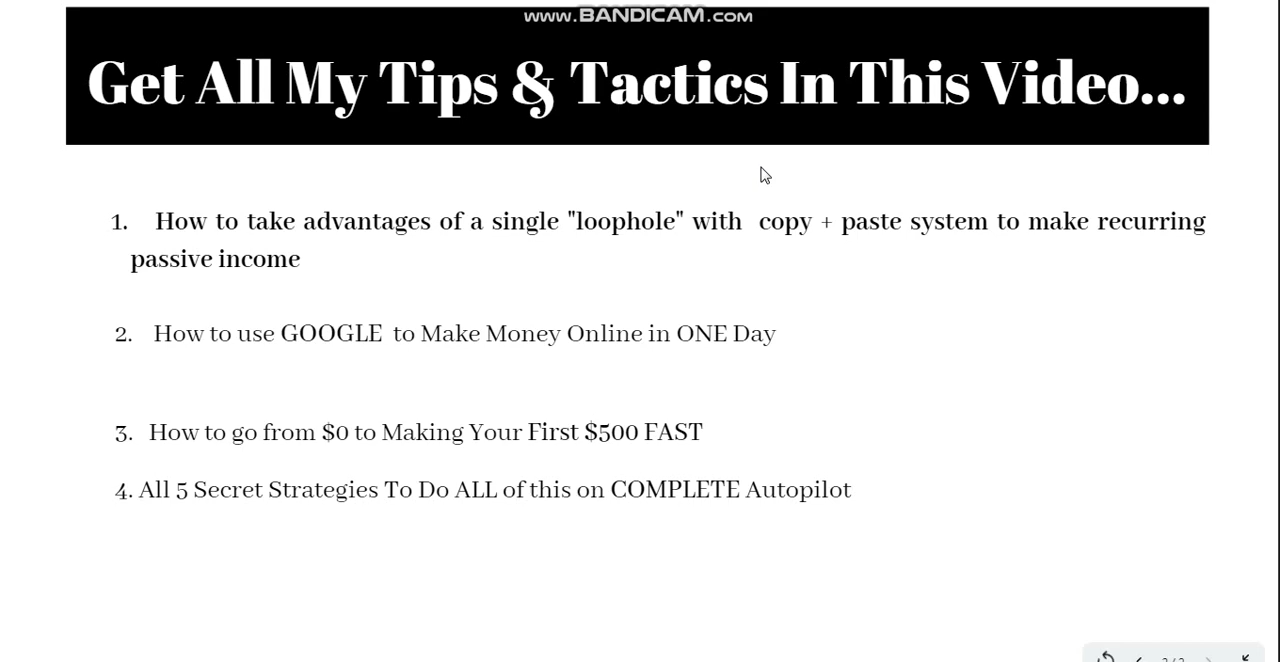 www.BANDICAM.com
Get All My Tips & Tactics In This Video...
1. How to take advantages of a single "loophole" with copy + paste system to make recurring
passive income
2. How to use GOOGLE to Make Money Online in ONE Day
3. How to go from $0 to Making Your First $500 FAST
4. All 5 Secret Strategies To Do ALL of this on COMPLETE Autopilot